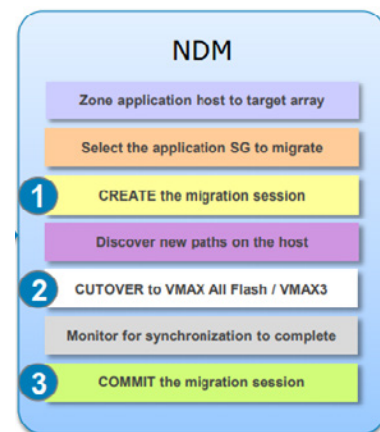 NDM
Zone application host to target array
Select the application SG to migrate
1
CREATE the migration session
Discover new paths on the host
2
CUTOVER to VMAX All Flash / VMAX3
Monitor for synchronization to complete
3
COMMIT the migration session